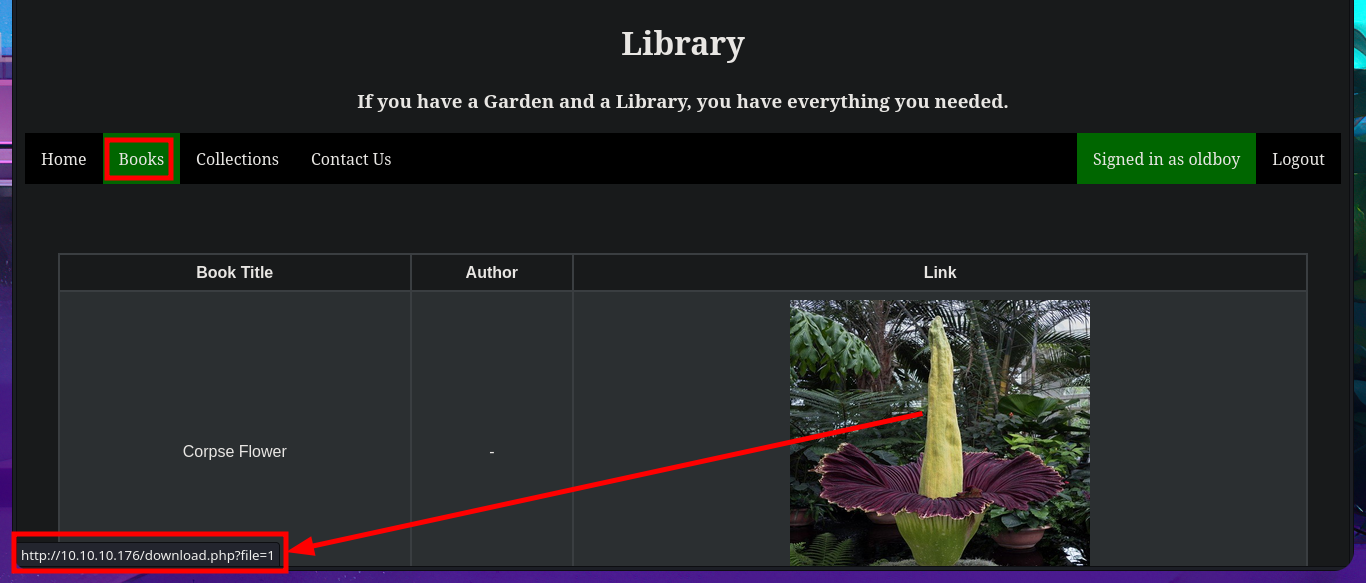 Library
If you have a Garden and a Library, you have everything you needed.
Home Books Collections Contact Us Signed in as oldboy Logout
Book Title Author Link
Corpse Flower -
http://10.10.10.176/download.php?file=1